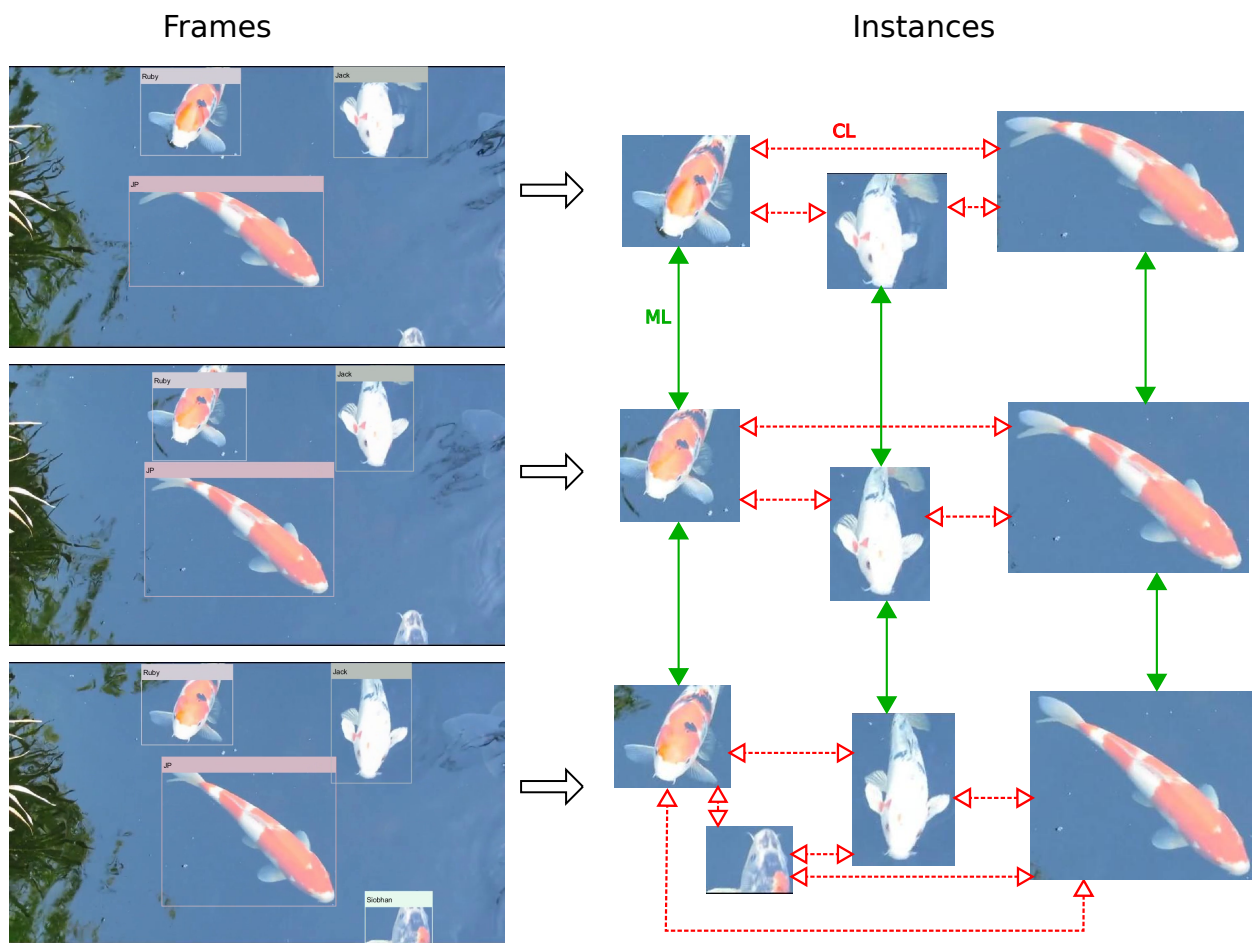 Frames
Instances
Ruby
Jack
JP
CL
ML
Ruby
Jack
JP
Ruby
Jack
JP
Siobhan